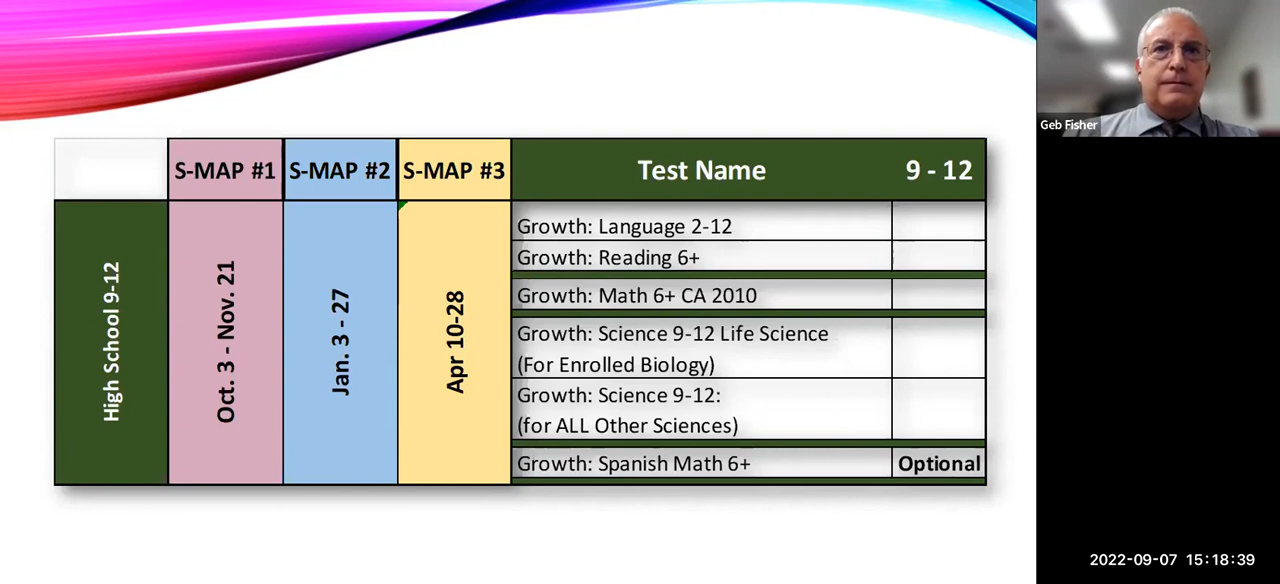 Geb Fisher
S-MAP #1 S-MAP #2 S-MAP #3 Test Name 9 - 12
High School 9-12
Oct. 3 - Nov. 21
Jan. 3 - 27
Apr 10-28
Growth: Language 2-12
Growth: Reading 6+
Growth: Math 6+ CA 2010
Growth: Science 9-12 Life Science
(For Enrolled Biology)
Growth: Science 9-12:
(for ALL Other Sciences)
Growth: Spanish Math 6+ Optional
2022-09-07 15:18:39